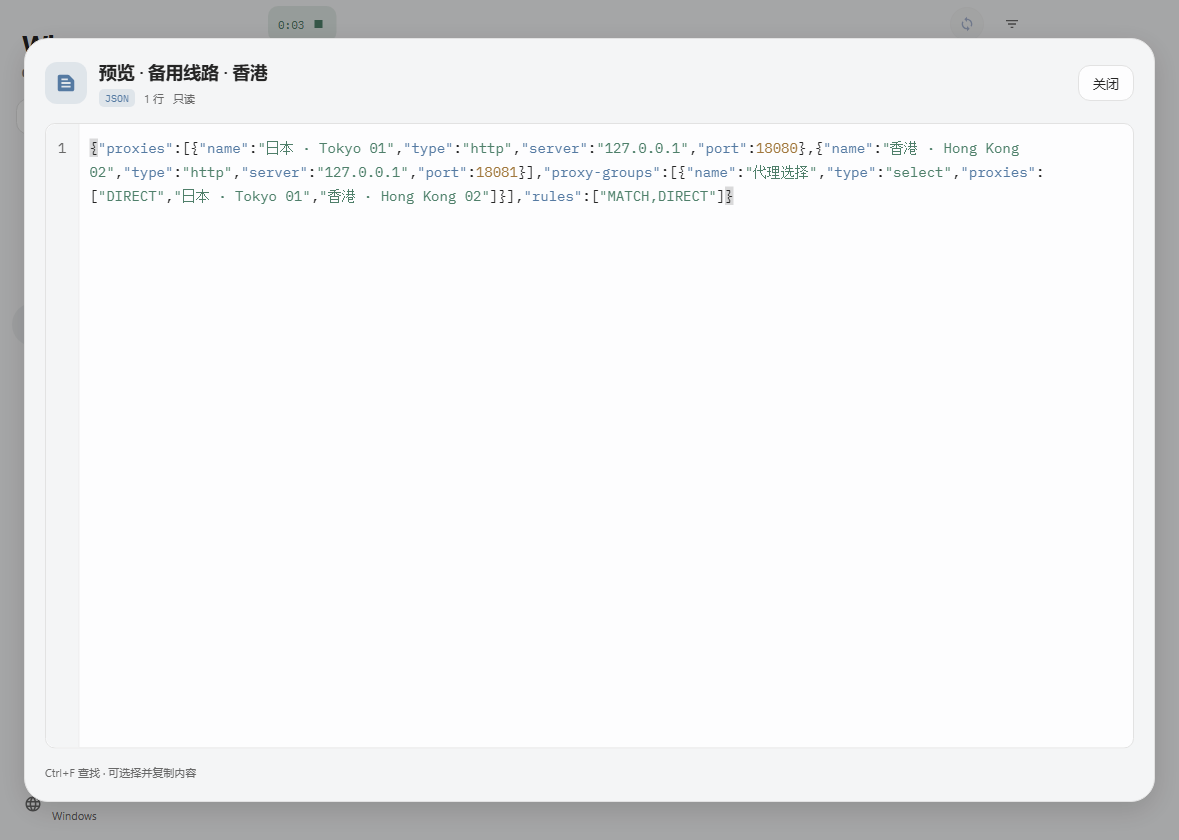 0:03
预览 · 备用线路 · 香港
JSON 1 行 只读
关闭
1
{"proxies":[{"name":"日本 · Tokyo 01","type":"http","server":"127.0.0.1","port":18080},{"name":"香港 · Hong Kong
02","type":"http","server":"127.0.0.1","port":18081}],"proxy-groups":[{"name":"代理选择","type":"select","proxies":
["DIRECT","日本 · Tokyo 01","香港 · Hong Kong 02"]}],"rules":["MATCH,DIRECT"]}
Ctrl+F 查找 · 可选择并复制内容
Windows